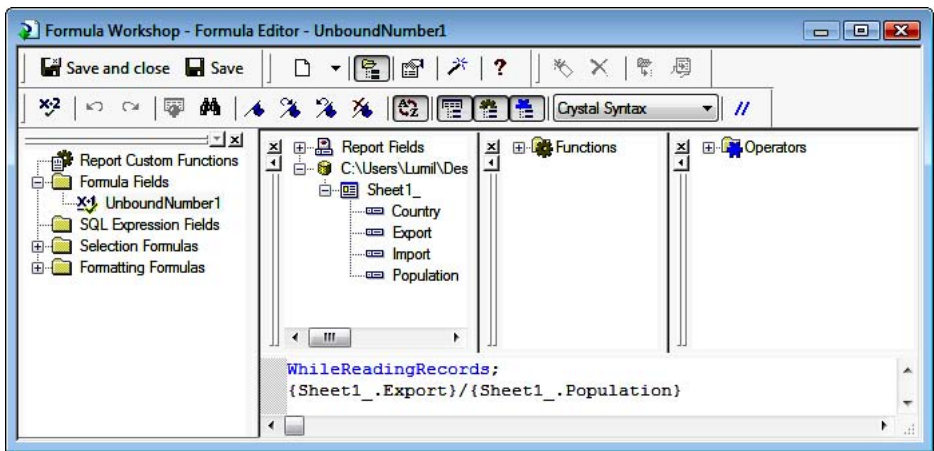 Formula Workshop - Formula Editor - UnboundNumber1
Save and close Save
Crystal Syntax
Report Custom Functions
Formula Fields
UnboundNumber1
SQL Expression Fields
Selection Formulas
Formatting Formulas
Report Fields
C:\Users\Lumil\Des
Sheet1_
Country
Export
Import
Population
Functions
Operators
WhileReadingRecords;
{Sheet1_.Export}/{Sheet1_.Population}